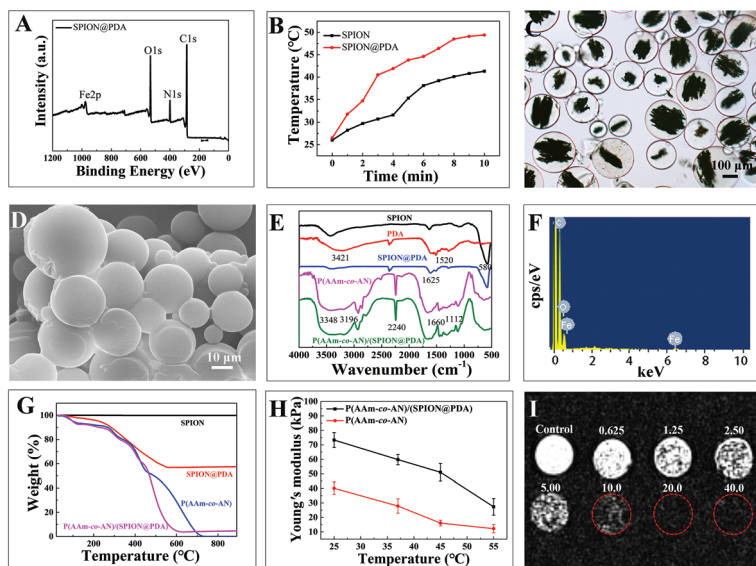 A
SPION@PDA
O1s
C1s
N1s
Fe2p
Intensity (a.u.)
1200 1000 800 600 400 200 0
Binding Energy (eV)
B
SPION
SPION@PDA
Temperature (℃)
50
45
40
35
30
25
0 2 4 6 8 10
Time (min)
C
100 µm
D
10 µm
E
SPION
PDA
3421
1520
580
SPION@PDA
1625
P(AAm-co-AN)
3348 3196
2240
1660 1112
P(AAm-co-AN)/(SPION@PDA)
4000 3500 3000 2500 2000 1500 1000 500
Wavenumber (cm-1)
F
cps/eV
O
Fe
Fe
0 2 4 6 8 10
keV
G
SPION
SPION@PDA
P(AAm-co-AN)
P(AAm-co-AN)/(SPION@PDA)
Weight (%)
100
80
60
40
20
0
200 400 600 800
Temperature (℃)
H
P(AAm-co-AN)/(SPION@PDA)
P(AAm-co-AN)
Young's modulus (kPa)
100
90
80
70
60
50
40
30
20
10
0
25 30 35 40 45 50 55
Temperature (℃)
I
Control 0.625 1.25 2.50
5.00 10.0 20.0 40.0